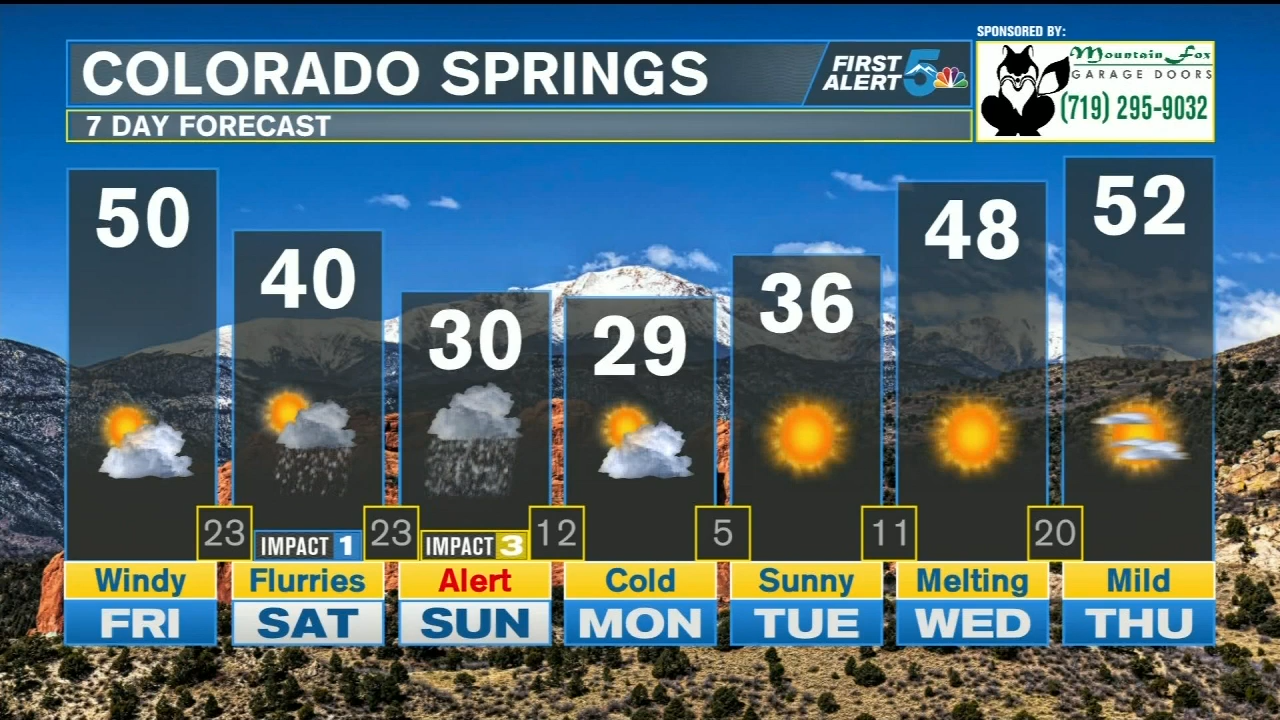 SPONSORED BY:
COLORADO SPRINGS
FIRST ALERT 5
Mountain Fox
GARAGE DOORS
(719) 295-9032
7 DAY FORECAST
50
40
30
29
36
48
52
23
23
12
5
11
20
IMPACT 1
IMPACT 3
Windy
Flurries
Alert
Cold
Sunny
Melting
Mild
FRI
SAT
SUN
MON
TUE
WED
THU